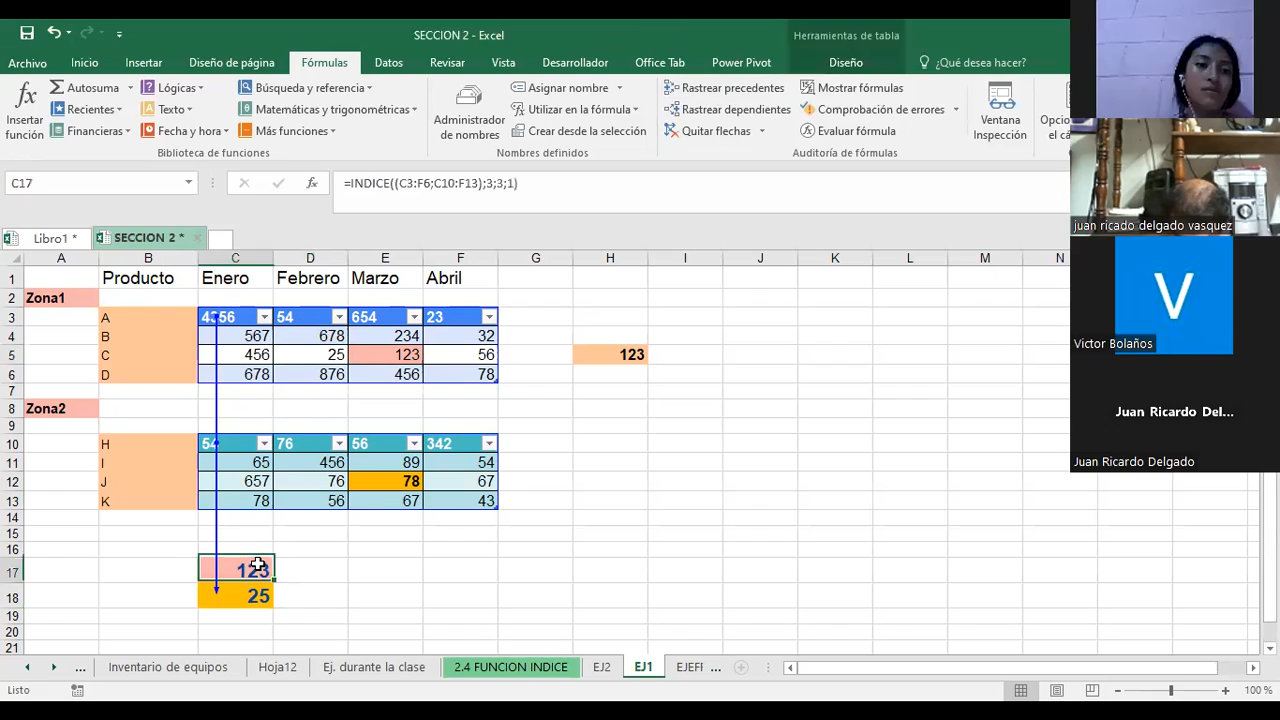 SECCION 2 - Excel
Herramientas de tabla
Archivo Inicio Insertar Diseño de página Fórmulas Datos Revisar Vista Desarrollador Office Tab Power Pivot Diseño ¿Qué desea hacer?
fx Insertar función
Autosuma
Recientes
Financieras
Lógicas
Texto
Fecha y hora
Búsqueda y referencia
Matemáticas y trigonométricas
Más funciones
Biblioteca de funciones
Administrador de nombres
Asignar nombre
Utilizar en la fórmula
Crear desde la selección
Nombres definidos
Rastrear precedentes
Rastrear dependientes
Quitar flechas
Mostrar fórmulas
Comprobación de errores
Evaluar fórmula
Auditoría de fórmulas
Ventana Inspección
C17 fx =INDICE((C3:F6;C10:F13);3;3;1)
Libro1 * SECCION 2 *
A B C D E F G H I J K L M N
1 Producto Enero Febrero Marzo Abril
2 Zona1
3 A 4356 54 654 23
4 B 567 678 234 32
5 C 456 25 123 56 123
6 D 678 876 456 78
7
8 Zona2
9
10 H 54 76 56 342
11 I 65 456 89 54
12 J 657 76 78 67
13 K 78 56 67 43
14
15
16
17 123
18 25
19
20
21
... Inventario de equipos Hoja12 Ej. durante la clase 2.4 FUNCION INDICE EJ2 EJ1 ...
Listo 100 %
juan ricado delgado vasquez
V
Victor Bolaños
Juan Ricardo Del...
Juan Ricardo Delgado